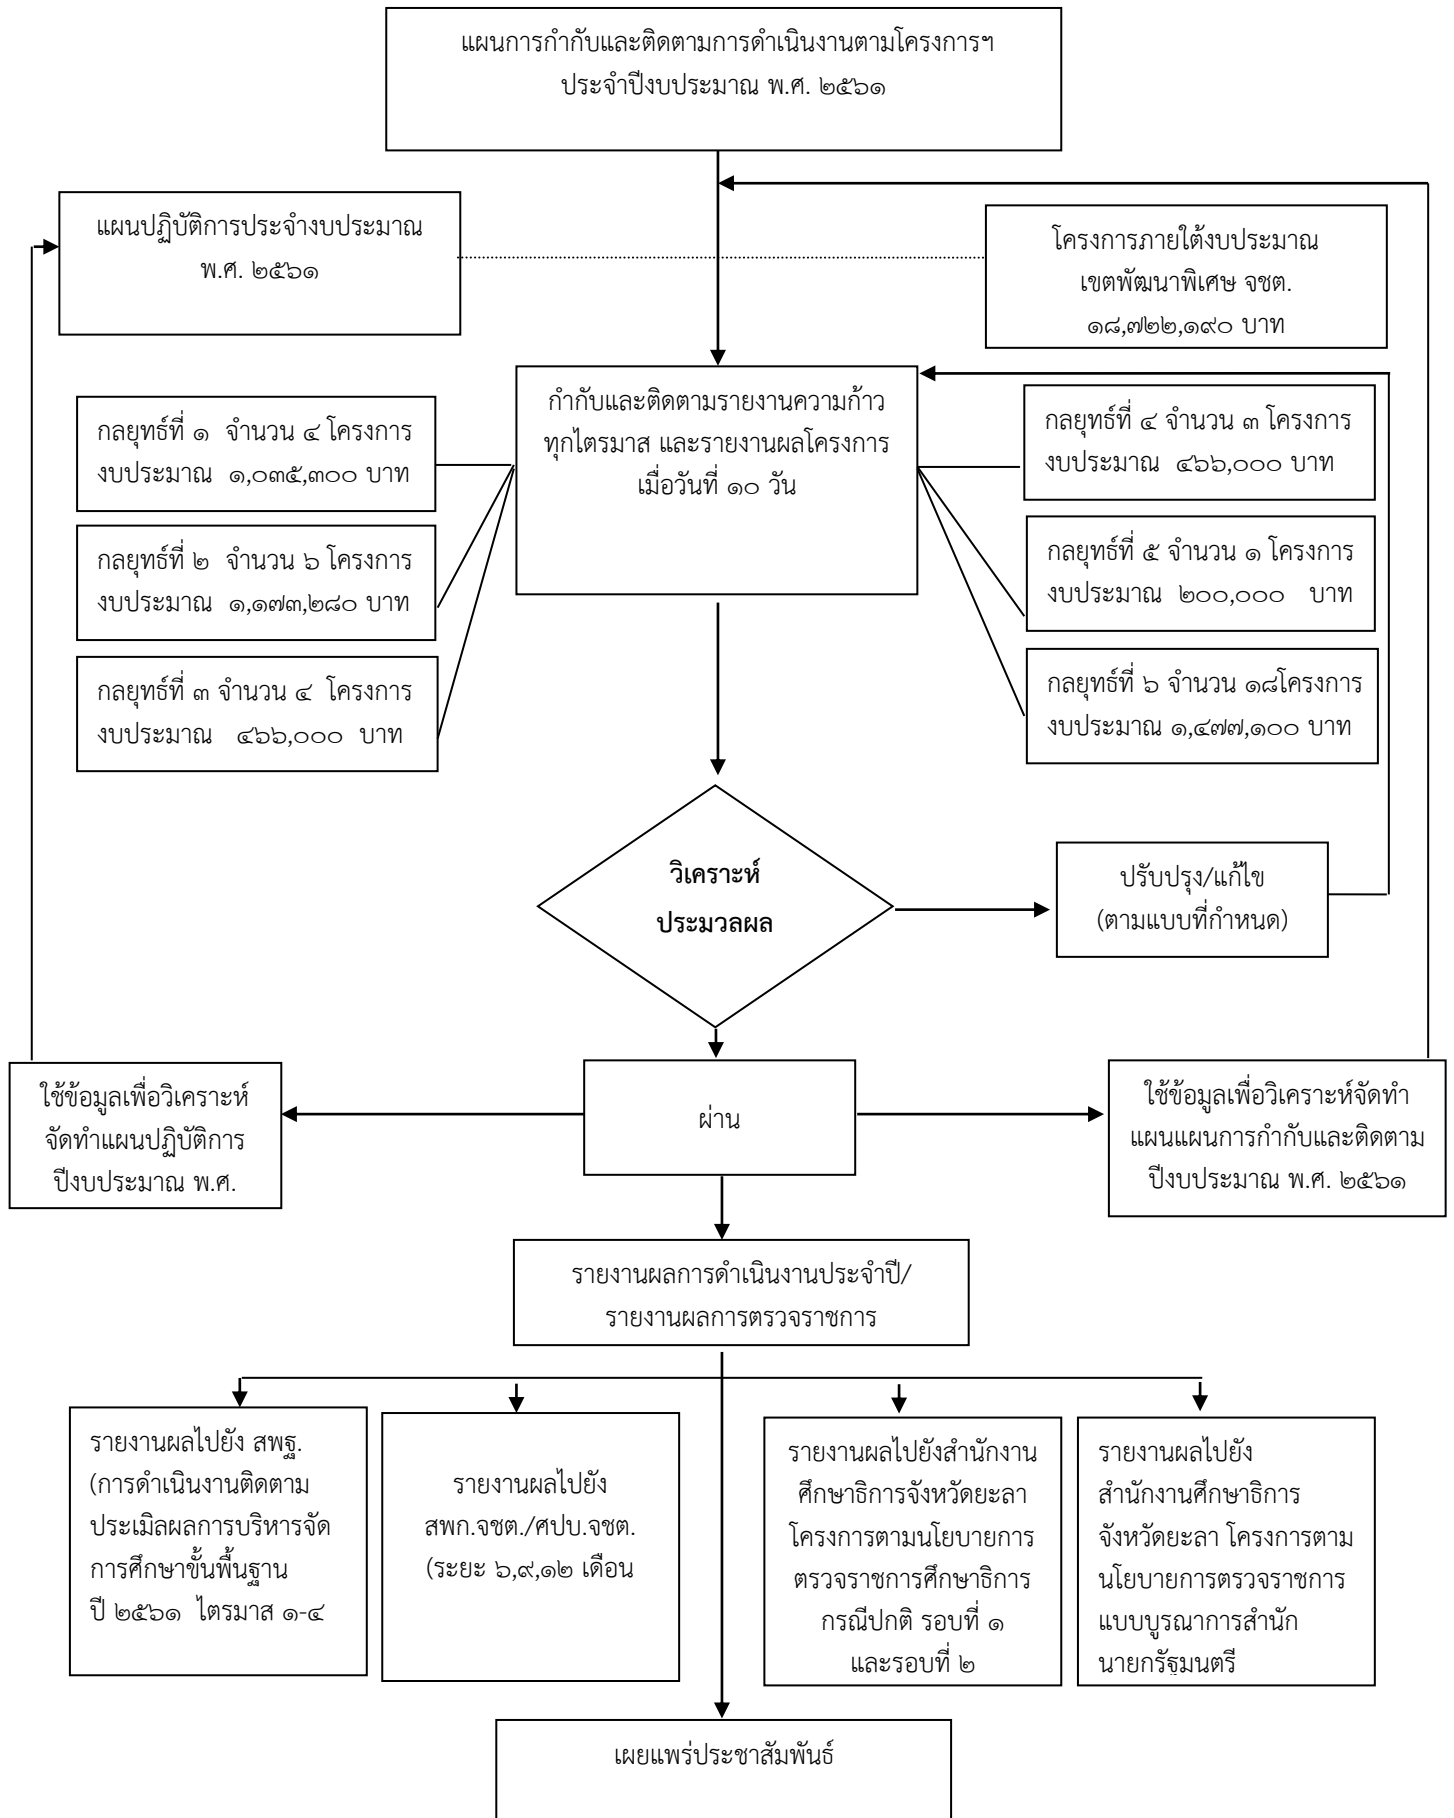 แผนการกำกับและติดตามการดำเนินงานตามโครงการฯ
ประจำปีงบประมาณ พ.ศ. ๒๕๖๑
แผนปฏิบัติการประจำงบประมาณ
พ.ศ. ๒๕๖๑
โครงการภายใต้งบประมาณ
เขตพัฒนาพิเศษ จชต.
๑๘,๗๒๒,๑๙๐ บาท
กำกับและติดตามรายงานความก้าว
ทุกไตรมาส และรายงานผลโครงการ
เมื่อวันที่ ๑๐ วัน
กลยุทธ์ที่ ๑ จำนวน ๔ โครงการ
งบประมาณ ๑,๐๓๕,๓๐๐ บาท
กลยุทธ์ที่ ๒ จำนวน ๖ โครงการ
งบประมาณ ๑,๑๗๓,๒๘๐ บาท
กลยุทธ์ที่ ๓ จำนวน ๔ โครงการ
งบประมาณ ๔๖๖,๐๐๐ บาท
กลยุทธ์ที่ ๔ จำนวน ๓ โครงการ
งบประมาณ ๔๖๖,๐๐๐ บาท
กลยุทธ์ที่ ๕ จำนวน ๑ โครงการ
งบประมาณ ๒๐๐,๐๐๐ บาท
กลยุทธ์ที่ ๖ จำนวน ๑๘โครงการ
งบประมาณ ๑,๔๗๗,๑๐๐ บาท
วิเคราะห์
ประมวลผล
ปรับปรุง/แก้ไข
(ตามแบบที่กำหนด)
ใช้ข้อมูลเพื่อวิเคราะห์
จัดทำแผนปฏิบัติการ
ปีงบประมาณ พ.ศ.
ผ่าน
ใช้ข้อมูลเพื่อวิเคราะห์จัดทำ
แผนแผนการกำกับและติดตาม
ปีงบประมาณ พ.ศ. ๒๕๖๑
รายงานผลการดำเนินงานประจำปี/
รายงานผลการตรวจราชการ
รายงานผลไปยัง สพฐ.
(การดำเนินงานติดตาม
ประเมิลผลการบริหารจัด
การศึกษาขั้นพื้นฐาน
ปี ๒๕๖๑ ไตรมาส ๑-๔
รายงานผลไปยัง
สพก.จชต./ศปบ.จชต.
(ระยะ ๖,๙,๑๒ เดือน
รายงานผลไปยังสำนักงาน
ศึกษาธิการจังหวัดยะลา
โครงการตามนโยบายการ
ตรวจราชการศึกษาธิการ
กรณีปกติ รอบที่ ๑
และรอบที่ ๒
รายงานผลไปยัง
สำนักงานศึกษาธิการ
จังหวัดยะลา โครงการตาม
นโยบายการตรวจราชการ
แบบบูรณาการสำนัก
นายกรัฐมนตรี
เผยแพร่ประชาสัมพันธ์